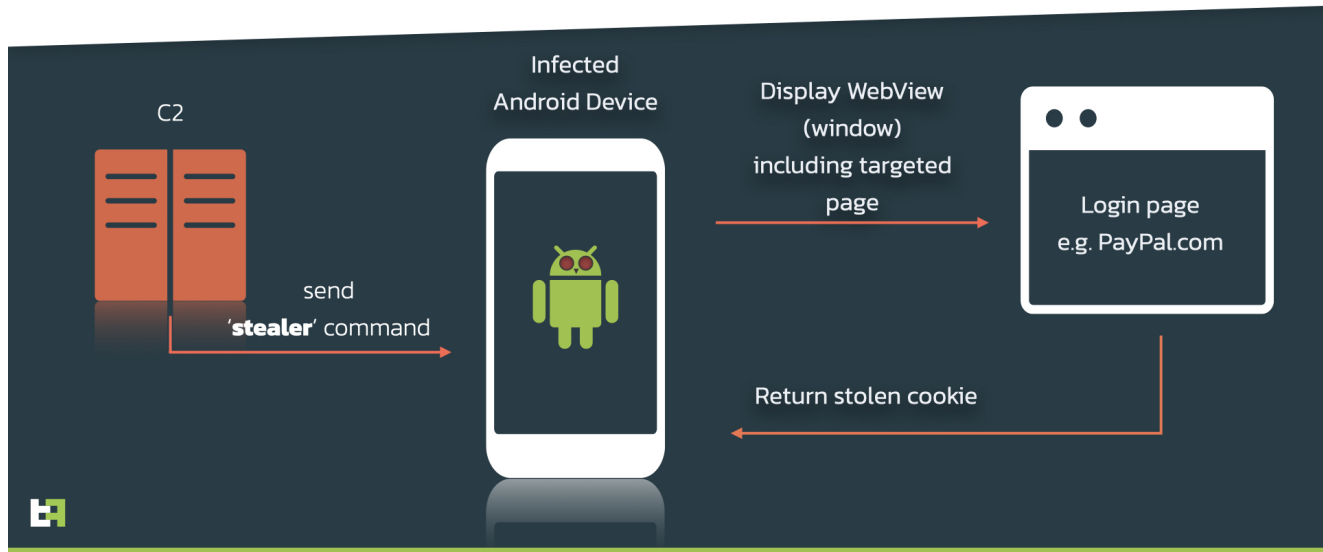 C2
send
‘stealer’ command
Infected
Android Device
Display WebView
(window)
including targeted
page
Login page
e.g. PayPal.com
Return stolen cookie